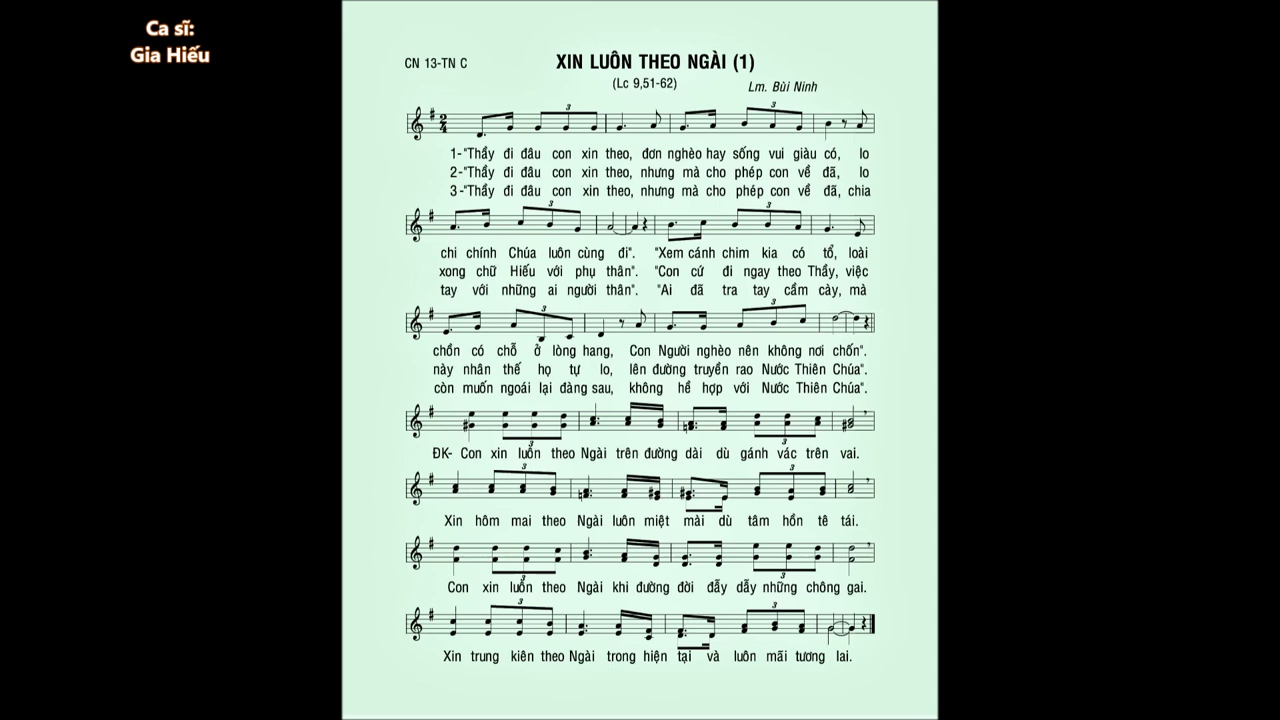 Ca sĩ:
Gia Hiếu
CN 13-TN C
XIN LUÔN THEO NGÀI (1)
(Lc 9,51-62)
Lm. Bùi Ninh
1-"Thầy đi đâu con xin theo, đơn nghèo hay sống vui giàu có, lo
2-"Thầy đi đâu con xin theo, nhưng mà cho phép con về đã, lo
3-"Thầy đi đâu con xin theo, nhưng mà cho phép con về đã, chia
chi chính Chúa luôn cùng đi". "Xem cánh chim kia có tổ, loài
xong chữ Hiếu với phụ thân". "Con cứ đi ngay theo Thầy, việc
tay với những ai người thân". "Ai đã tra tay cầm cày, mà
chồn có chỗ ở lòng hang, Con Người nghèo nên không nơi chốn".
này nhân thế họ tự lo, lên đường truyền rao Nước Thiên Chúa".
còn muốn ngoái lại đàng sau, không hề hợp với Nước Thiên Chúa".
ĐK- Con xin luôn theo Ngài trên đường dài dù gánh vác trên vai.
Xin hôm mai theo Ngài luôn miệt mài dù tâm hồn tê tái.
Con xin luôn theo Ngài khi đường đời đẫy dẫy những chông gai.
Xin trung kiên theo Ngài trong hiện tại và luôn mãi tương lai.